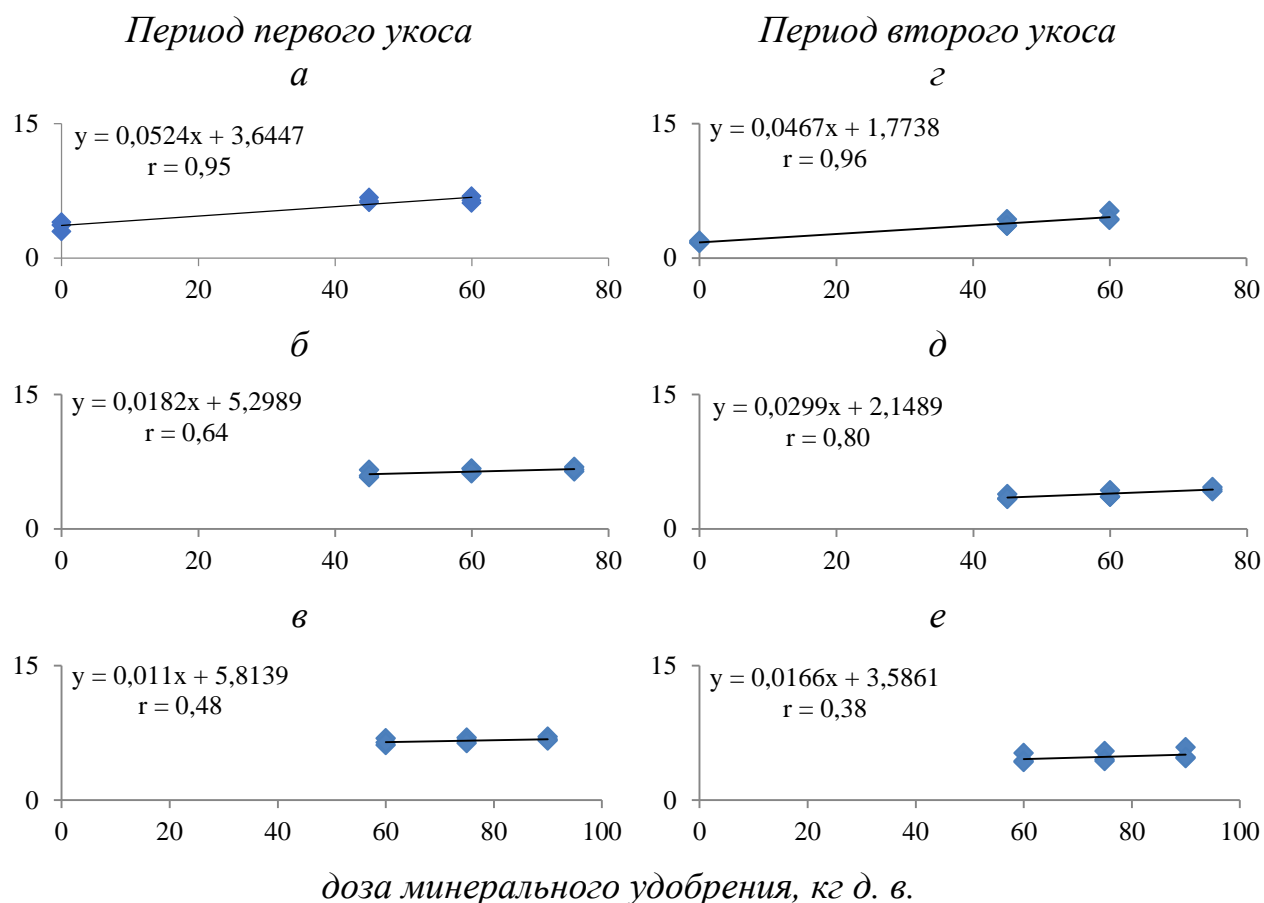 Период первого укоса
а
15
y = 0,0524x + 3,6447
r = 0,95
0
0 20 40 60 80
Период второго укоса
г
15
y = 0,0467x + 1,7738
r = 0,96
0
0 20 40 60 80
б
15
y = 0,0182x + 5,2989
r = 0,64
0
0 20 40 60 80
д
15
y = 0,0299x + 2,1489
r = 0,80
0
0 20 40 60 80
в
15
y = 0,011x + 5,8139
r = 0,48
0
0 20 40 60 80 100
е
15
y = 0,0166x + 3,5861
r = 0,38
0
0 20 40 60 80 100
доза минерального удобрения, кг д. в.